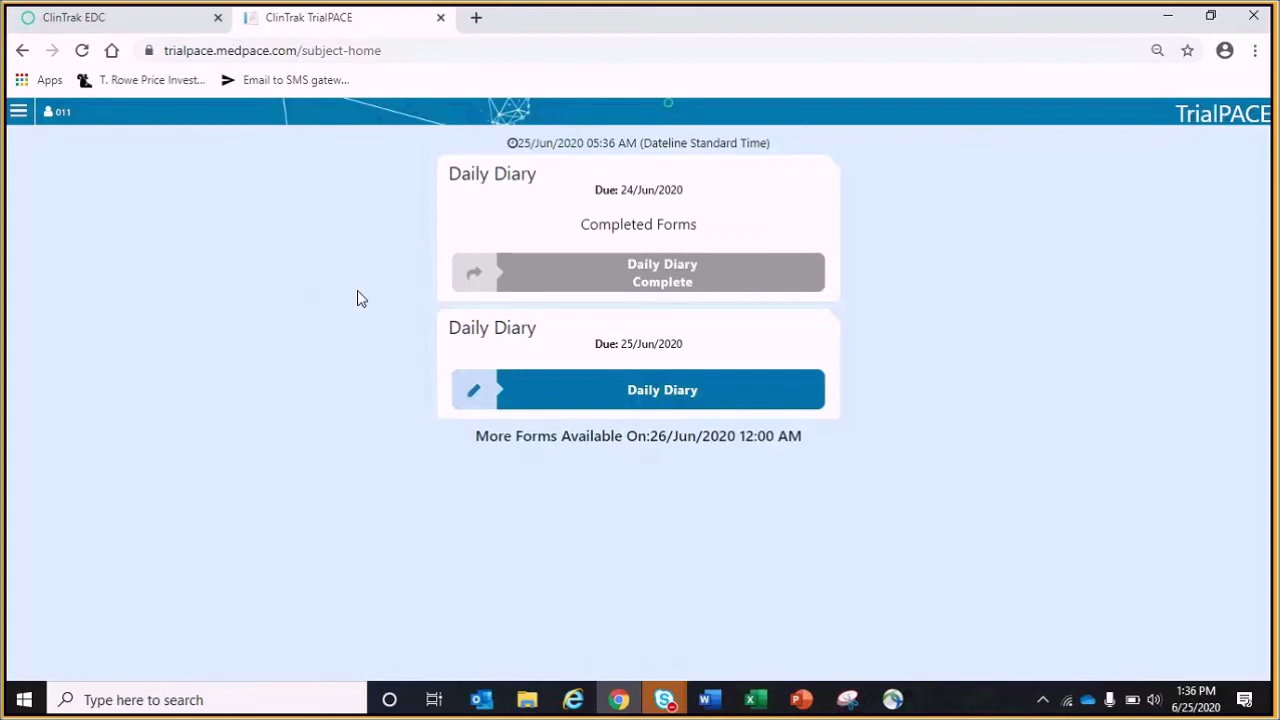 ClinTrak EDC
ClinTrak TrialPACE
trialpace.medpace.com/subject-home
Apps
T. Rowe Price Invest...
Email to SMS gatew...
011
TrialPACE
25/Jun/2020 05:36 AM (Dateline Standard Time)
Daily Diary
Due: 24/Jun/2020
Completed Forms
Daily Diary
Complete
Daily Diary
Due: 25/Jun/2020
Daily Diary
More Forms Available On:26/Jun/2020 12:00 AM
Type here to search
1:36 PM
6/25/2020